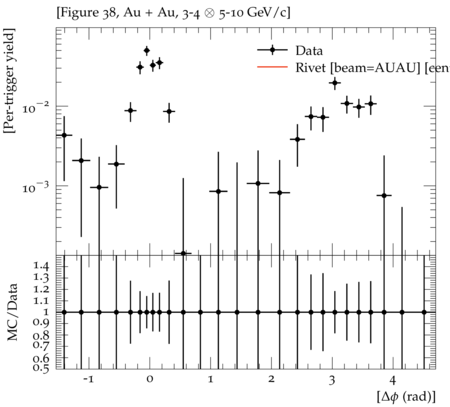 [Figure 38, Au + Au, 3-4 ⊗ 5-10 GeV/c]
[Per-trigger yield]
Data
Rivet [beam=AUAU] [cen
10⁻²
10⁻³
MC/Data
1.4
1.3
1.2
1.1
1
0.9
0.8
0.7
0.6
0.5
-1 0 1 2 3 4
[Δϕ (rad)]